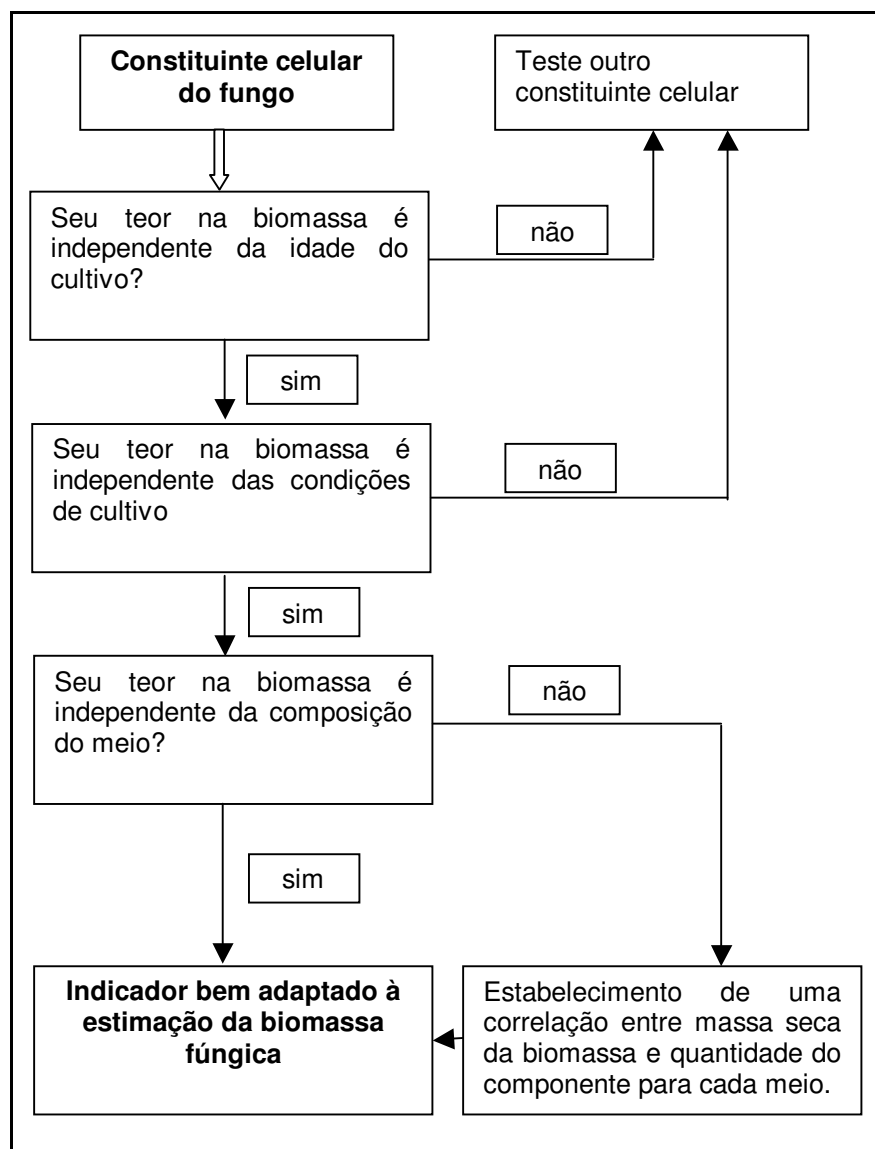 Constituinte celular
do fungo
Teste outro
constituinte celular
Seu teor na biomassa é
independente da idade do
cultivo?
não
sim
Seu teor na biomassa é
independente das condições
de cultivo
não
sim
Seu teor na biomassa é
independente da composição
do meio?
não
sim
Indicador bem adaptado à
estimação da biomassa
fúngica
Estabelecimento de uma
correlação entre massa seca
da biomassa e quantidade do
componente para cada meio.